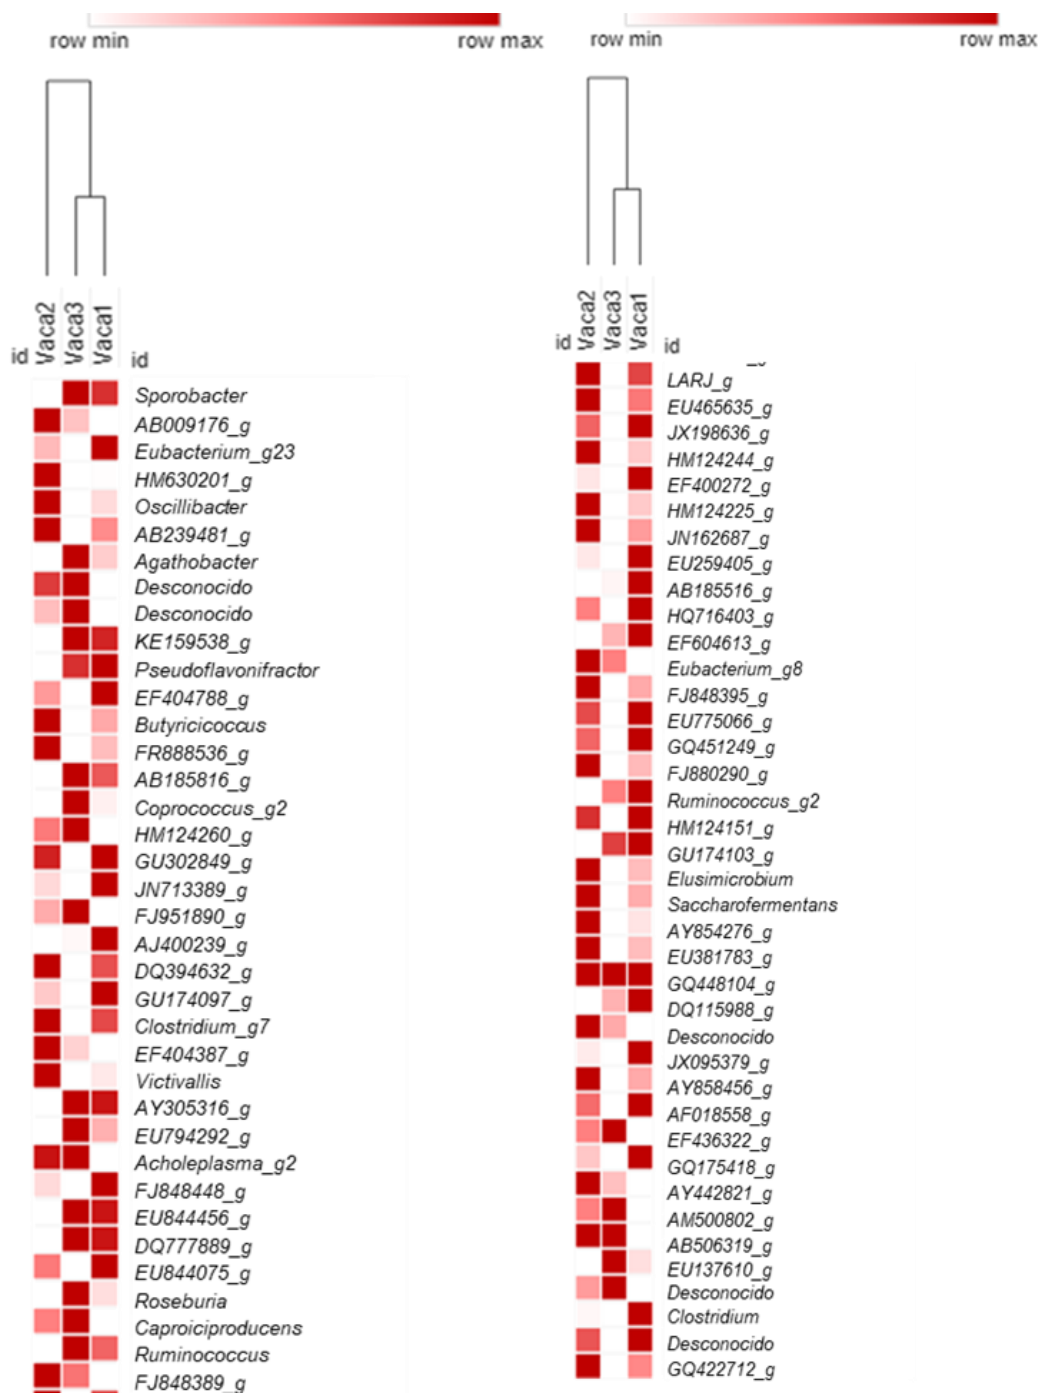 row min row max
Vaca2 Vaca3 Vaca1
id id
Sporobacter
AB009176_g
Eubacterium_g23
HM630201_g
Oscillibacter
AB239481_g
Agathobacter
Desconocido
Desconocido
KE159538_g
Pseudoflavonifractor
EF404788_g
Butyricicoccus
FR888536_g
AB185816_g
Coprococcus_g2
HM124260_g
GU302849_g
JN713389_g
FJ951890_g
AJ400239_g
DQ394632_g
GU174097_g
Clostridium_g7
EF404387_g
Victivallis
AY305316_g
EU794292_g
Acholeplasma_g2
FJ848448_g
EU844456_g
DQ777889_g
EU844075_g
Roseburia
Caproiciproducens
Ruminococcus
FJ848389_g
row min row max
Vaca2 Vaca3 Vaca1
id id
LARJ_g
EU465635_g
JX198636_g
HM124244_g
EF400272_g
HM124225_g
JN162687_g
EU259405_g
AB185516_g
HQ716403_g
EF604613_g
Eubacterium_g8
FJ848395_g
EU775066_g
GQ451249_g
FJ880290_g
Ruminococcus_g2
HM124151_g
GU174103_g
Elusimicrobium
Saccharofermentans
AY854276_g
EU381783_g
GQ448104_g
DQ115988_g
Desconocido
JX095379_g
AY858456_g
AF018558_g
EF436322_g
GQ175418_g
AY442821_g
AM500802_g
AB506319_g
EU137610_g
Desconocido
Clostridium
Desconocido
GQ422712_g